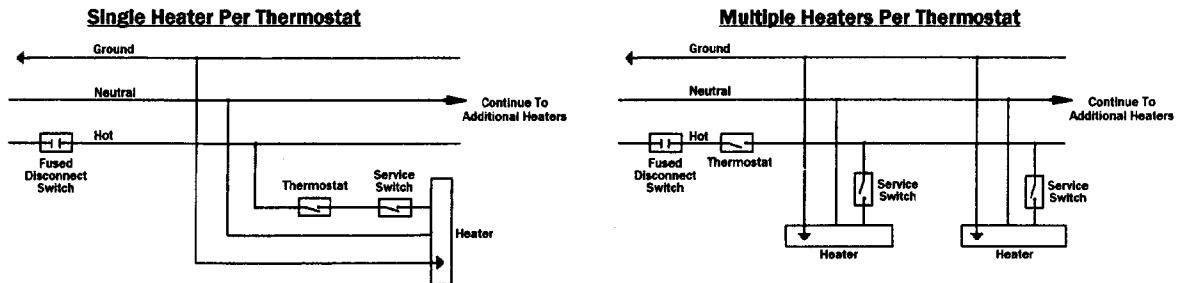 Single Heater Per Thermostat
Ground
Neutral
Continue To
Additional Heaters
Hot
Fused
Disconnect
Switch
Thermostat
Service
Switch
Heater
Multiple Heaters Per Thermostat
Ground
Neutral
Continue To
Additional Heaters
Hot
Fused
Disconnect
Switch
Thermostat
Service
Switch
Service
Switch
Heater
Heater